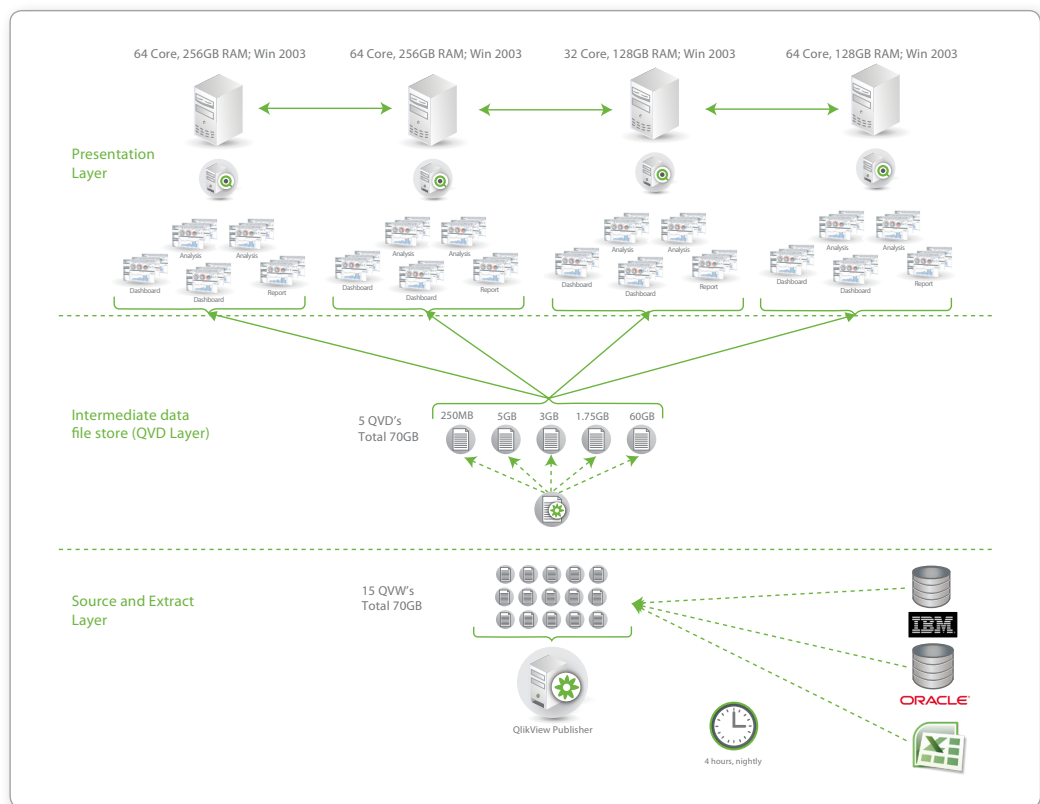 64 Core, 256GB RAM; Win 2003
64 Core, 256GB RAM; Win 2003
32 Core, 128GB RAM; Win 2003
64 Core, 128GB RAM; Win 2003
Presentation
Layer
Analysis
Analysis
Dashboard
Dashboard
Report
Analysis
Analysis
Dashboard
Dashboard
Report
Analysis
Analysis
Dashboard
Dashboard
Report
Analysis
Analysis
Dashboard
Dashboard
Report
Intermediate data
file store (QVD Layer)
5 QVD's
Total 70GB
250MB
5GB
3GB
1.75GB
60GB
Source and Extract
Layer
15 QVW's
Total 70GB
QlikView Publisher
4 hours, nightly
IBM
ORACLE